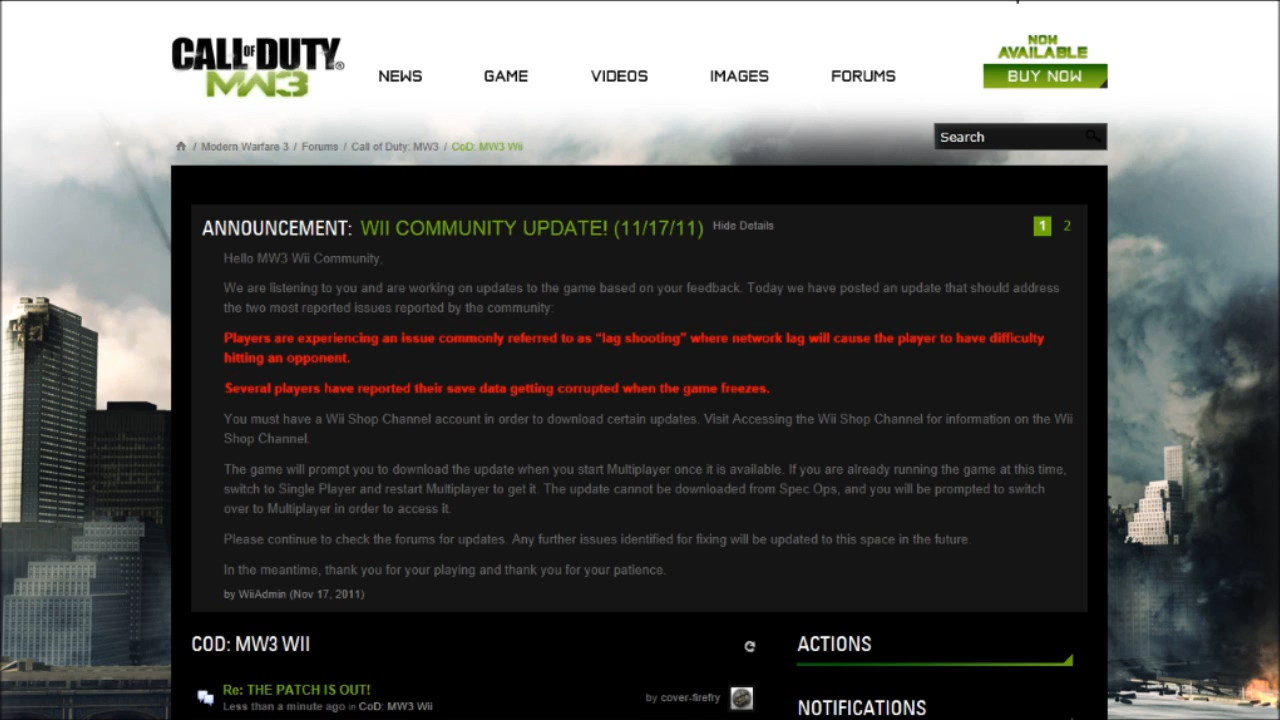 CALL OF DUTY®
MW3
NEWS
GAME
VIDEOS
IMAGES
FORUMS
NOW
AVAILABLE
BUY NOW
Search
/ Modern Warfare 3 / Forums / Call of Duty: MW3 / CoD: MW3 Wii
ANNOUNCEMENT: WII COMMUNITY UPDATE! (11/17/11) Hide Details
1 2
Hello MW3 Wii Community,
We are listening to you and are working on updates to the game based on your feedback. Today we have posted an update that should address
the two most reported issues reported by the community:
Players are experiencing an issue commonly referred to as “lag shooting” where network lag will cause the player to have difficulty
hitting an opponent.
Several players have reported their save data getting corrupted when the game freezes.
You must have a Wii Shop Channel account in order to download certain updates. Visit Accessing the Wii Shop Channel for information on the Wii
Shop Channel.
The game will prompt you to download the update when you start Multiplayer once it is available. If you are already running the game at this time,
switch to Single Player and restart Multiplayer to get it. The update cannot be downloaded from Spec Ops, and you will be prompted to switch
over to Multiplayer in order to access it.
Please continue to check the forums for updates. Any further issues identified for fixing will be updated to this space in the future.
In the meantime, thank you for your playing and thank you for your patience.
by WiiAdmin (Nov 17, 2011)
COD: MW3 WII
ACTIONS
Re: THE PATCH IS OUT!
Less than a minute ago in CoD: MW3 Wii
by cover-firefry
NOTIFICATIONS